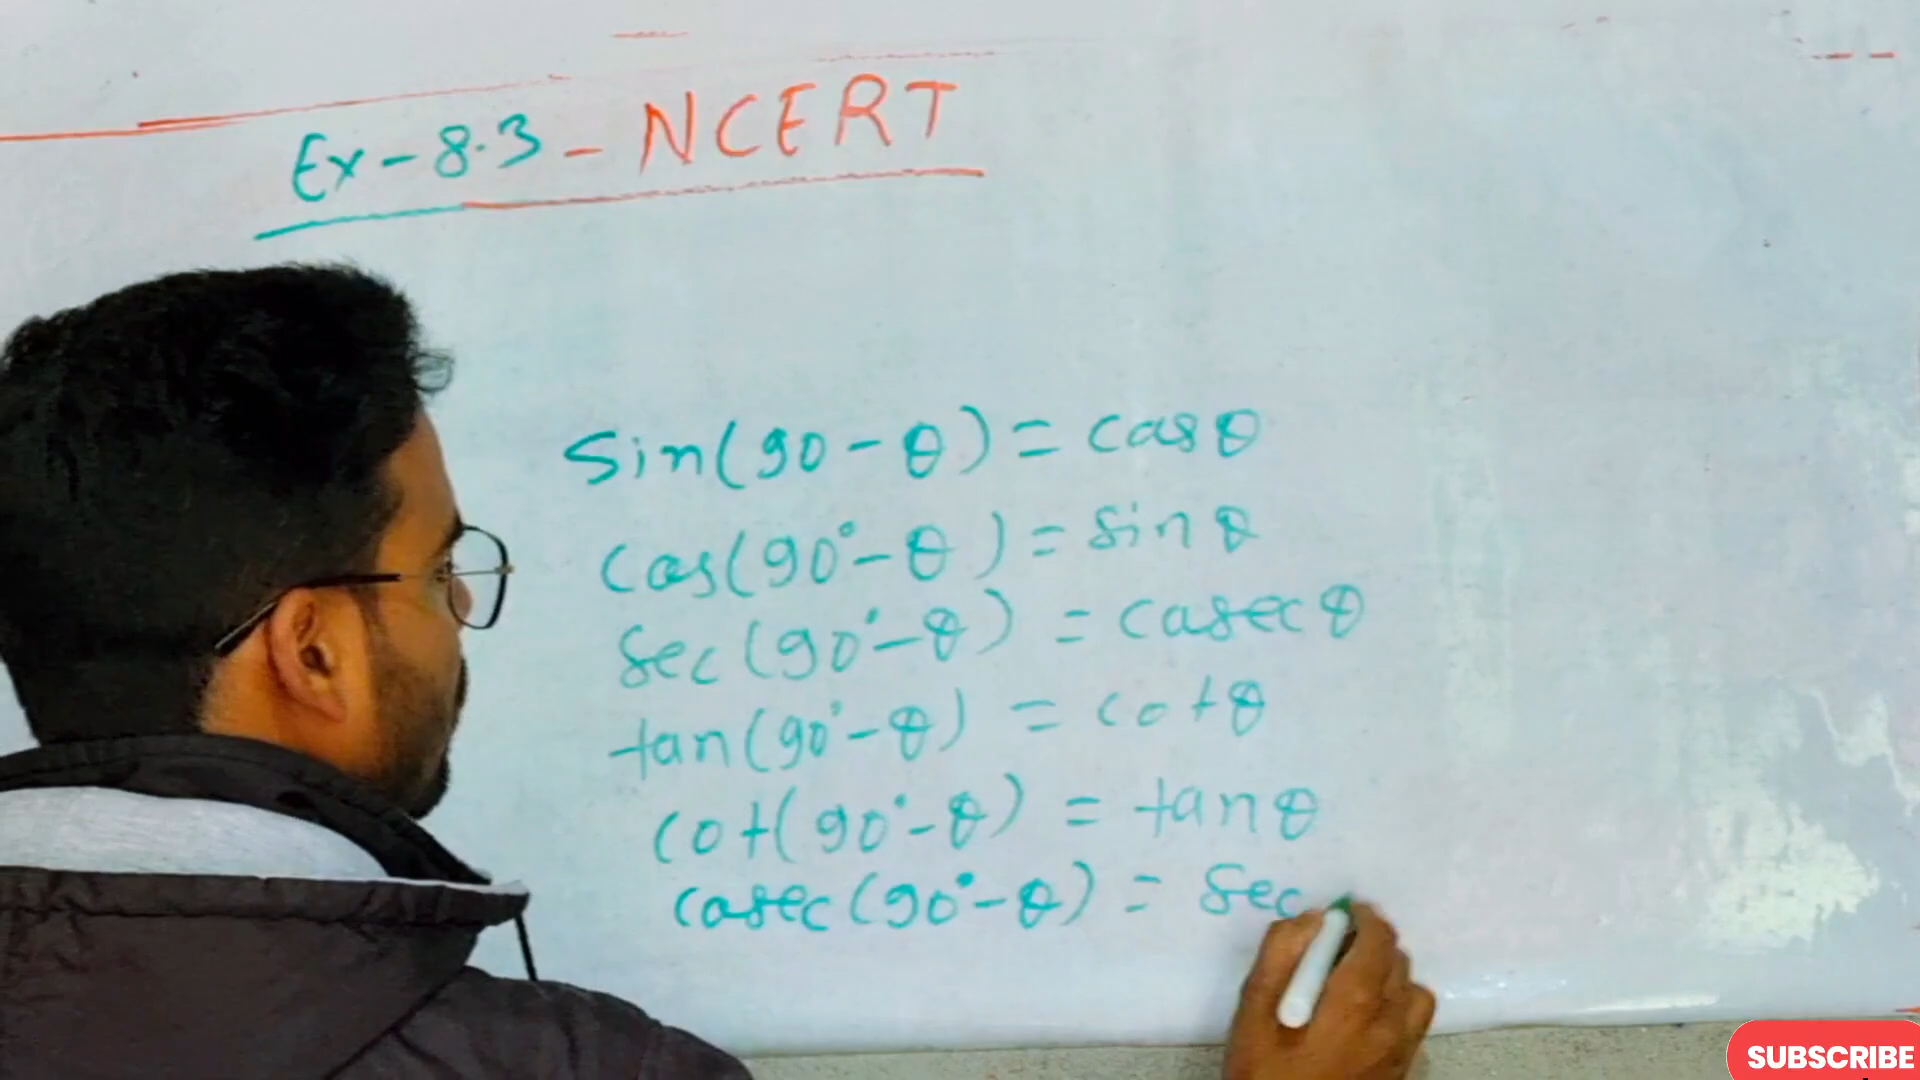 Ex-8.3-NCERT
Sin(90-θ)=cosθ
Cos(90°-θ)=Sinθ
Sec(90°-θ)=cosecθ
tan(90°-θ)=cotθ
Cot(90°-θ)=tanθ
Cosec(90°-θ)=Sec
SUBSCRIBE